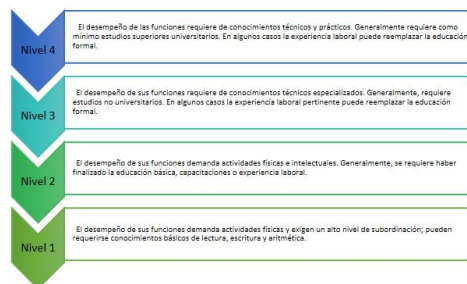 Nivel 4
El desempeño de las funciones requiere de conocimientos técnicos y prácticos. Generalmente requiere como
mínimo estudios superiores universitarios. En algunos casos la experiencia laboral puede reemplazar la educación
formal.
Nivel 3
El desempeño de sus funciones requiere de conocimientos técnicos especializados. Generalmente, requiere
estudios no universitarios. En algunos casos la experiencia laboral pertinente puede reemplazar la educación
formal.
Nivel 2
El desempeño de sus funciones demanda actividades físicas e intelectuales. Generalmente, se requiere haber
finalizado la educación básica, capacitaciones o experiencia laboral.
Nivel 1
El desempeño de sus funciones demanda actividades físicas y exigen un alto nivel de subordinación; pueden
requerirse conocimientos básicos de lectura, escritura y aritmética.